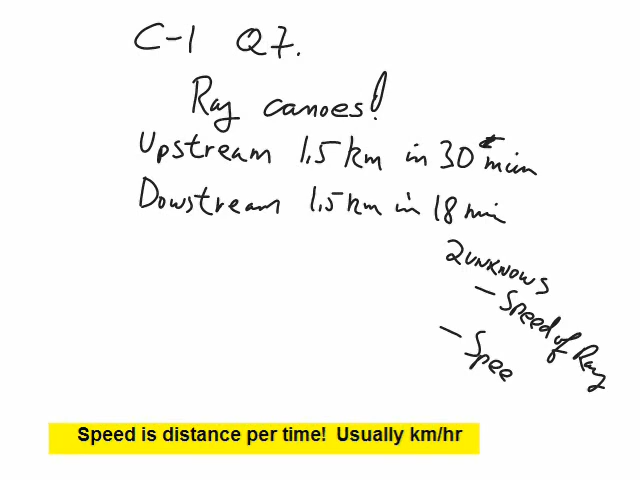 C-1 Q7.
Ray canoes!
Upstream 1.5 km in 30 min
Dowstream 1.5 km in 18 min
2 UNKNOWS
- Speed of Ray
- Spee
Speed is distance per time! Usually km/hr